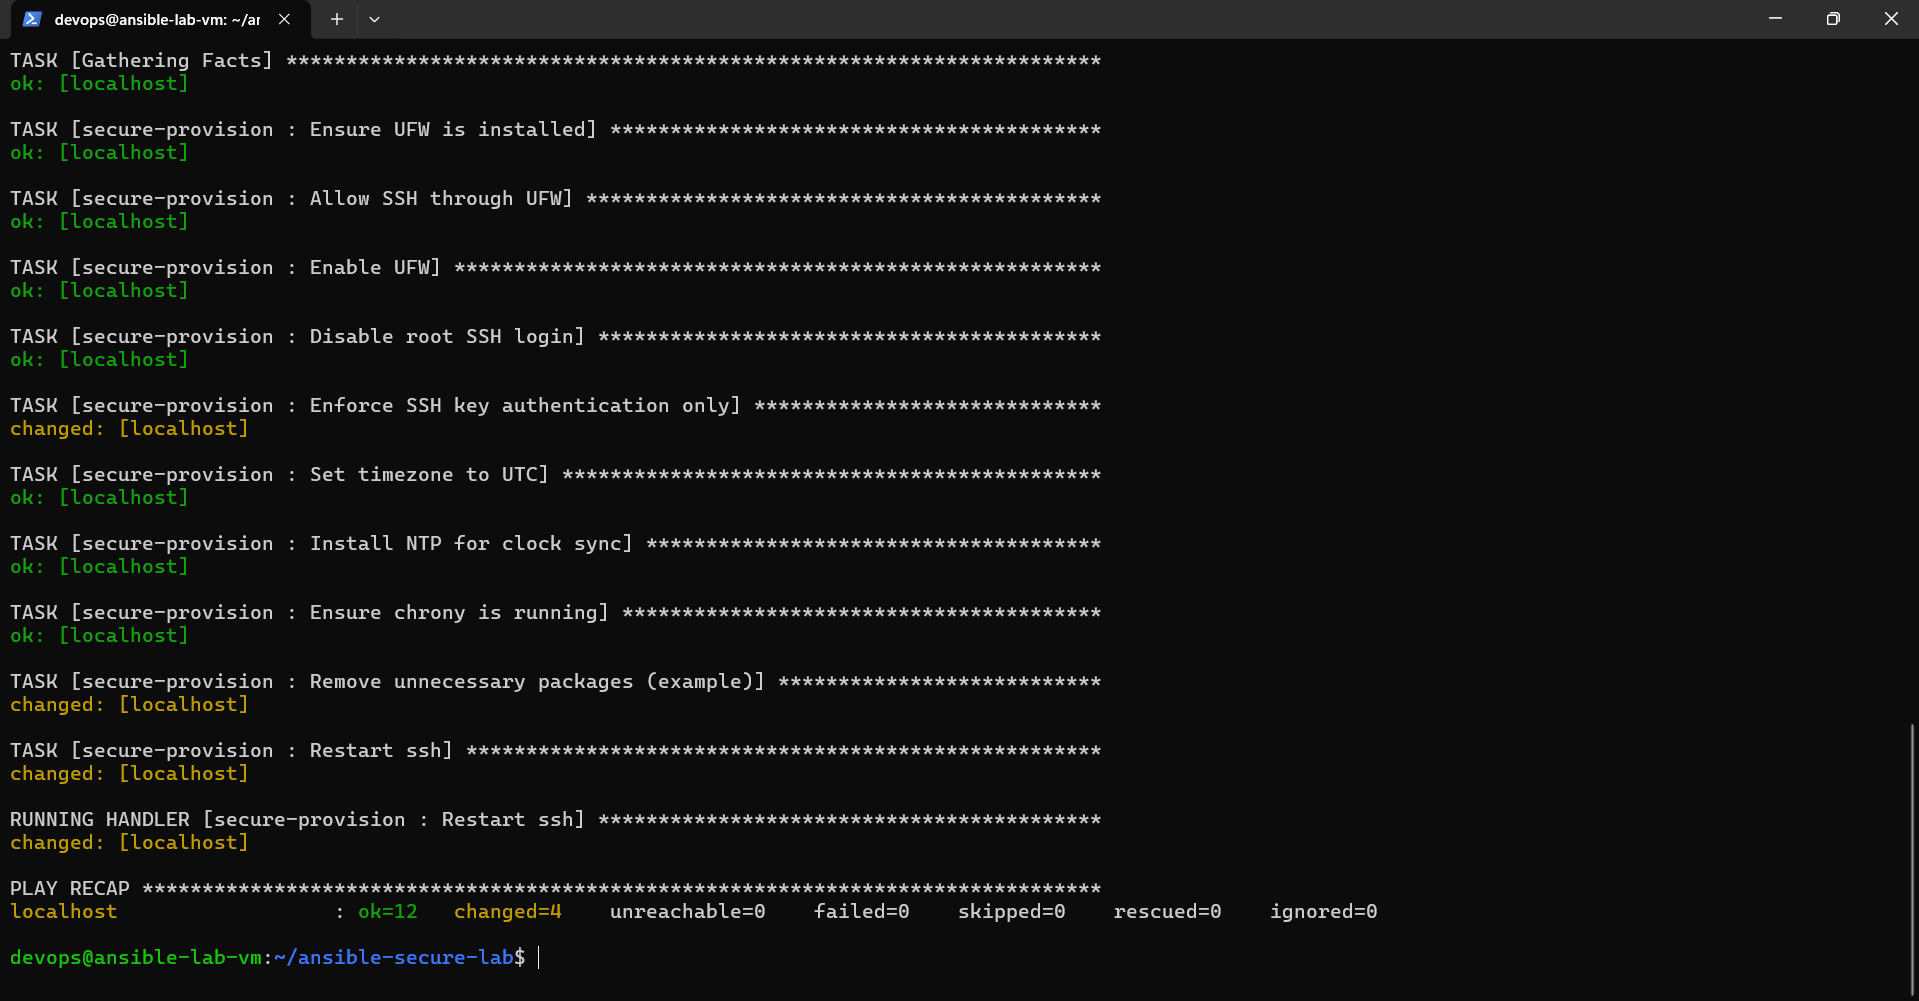 devops@ansible-lab-vm: ~/ar
TASK [Gathering Facts] ********************************************************************
ok: [localhost]
TASK [secure-provision : Ensure UFW is installed] *****************************************
ok: [localhost]
TASK [secure-provision : Allow SSH through UFW] *******************************************
ok: [localhost]
TASK [secure-provision : Enable UFW] ******************************************************
ok: [localhost]
TASK [secure-provision : Disable root SSH login] ******************************************
ok: [localhost]
TASK [secure-provision : Enforce SSH key authentication only] *****************************
changed: [localhost]
TASK [secure-provision : Set timezone to UTC] *********************************************
ok: [localhost]
TASK [secure-provision : Install NTP for clock sync] **************************************
ok: [localhost]
TASK [secure-provision : Ensure chrony is running] ****************************************
ok: [localhost]
TASK [secure-provision : Remove unnecessary packages (example)] ***************************
changed: [localhost]
TASK [secure-provision : Restart ssh] *****************************************************
changed: [localhost]
RUNNING HANDLER [secure-provision : Restart ssh] ******************************************
changed: [localhost]
PLAY RECAP ********************************************************************************
localhost                  : ok=12   changed=4    unreachable=0    failed=0    skipped=0    rescued=0    ignored=0
devops@ansible-lab-vm:~/ansible-secure-lab$